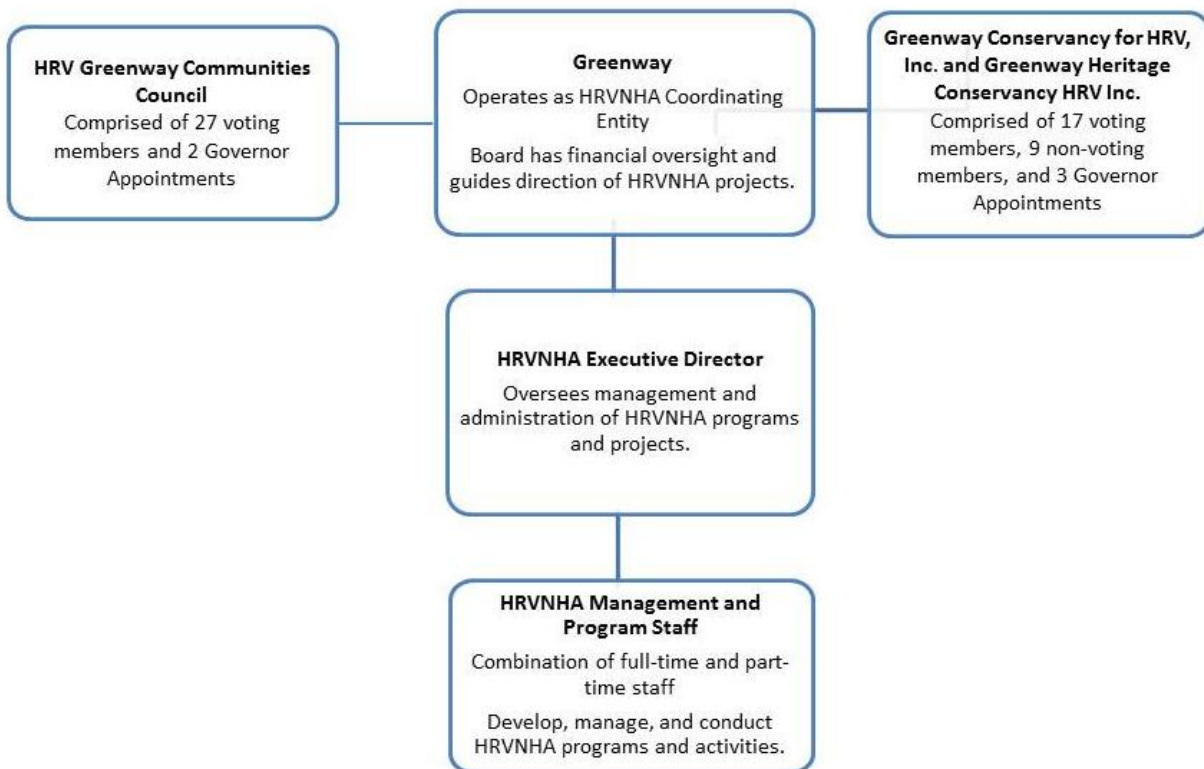 HRV Greenway Communities
Council
Comprised of 27 voting
members and 2 Governor
Appointments
Greenway
Operates as HRVNHA Coordinating
Entity
Board has financial oversight and
guides direction of HRVNHA projects.
Greenway Conservancy for HRV,
Inc. and Greenway Heritage
Conservancy HRV Inc.
Comprised of 17 voting
members, 9 non-voting
members, and 3 Governor
Appointments
HRVNHA Executive Director
Oversees management and
administration of HRVNHA programs
and projects.
HRVNHA Management and
Program Staff
Combination of full-time and part-
time staff
Develop, manage, and conduct
HRVNHA programs and activities.